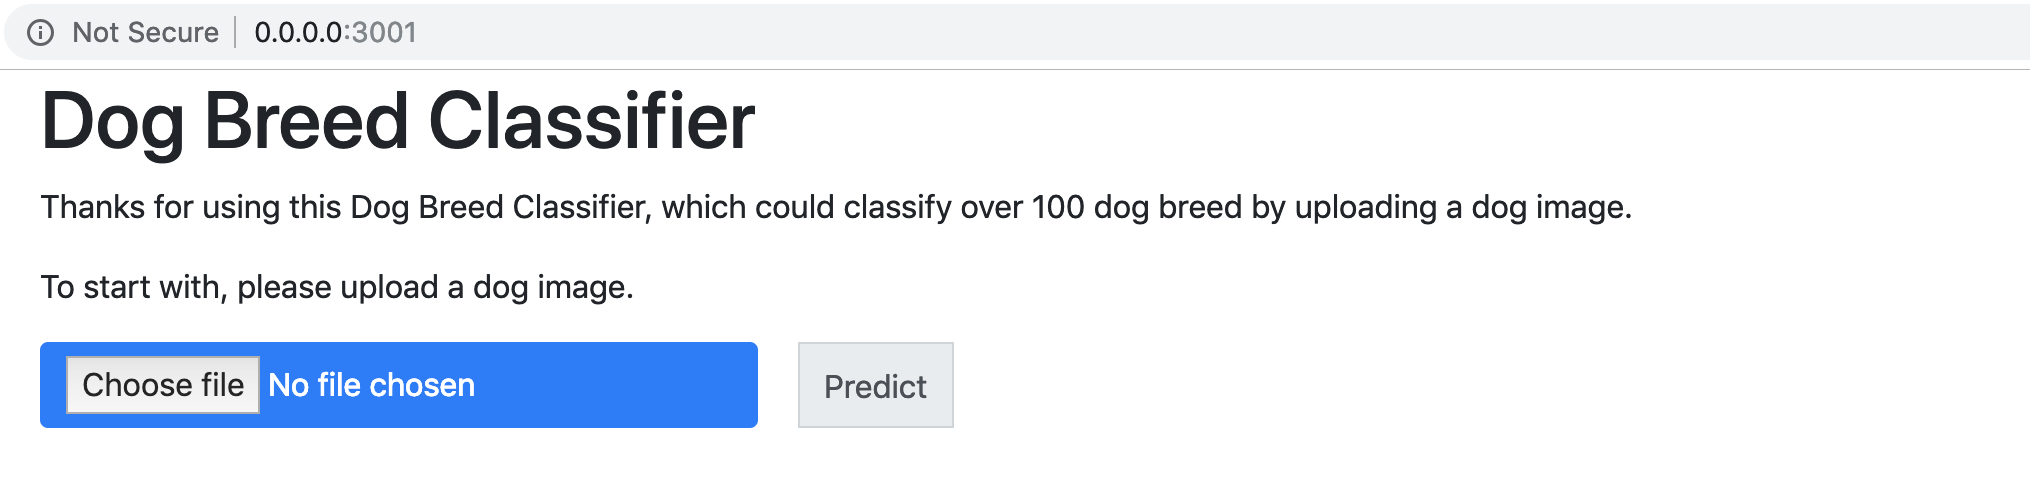 Not Secure | 0.0.0.0:3001
Dog Breed Classifier
Thanks for using this Dog Breed Classifier, which could classify over 100 dog breed by uploading a dog image.
To start with, please upload a dog image.
Choose file No file chosen Predict